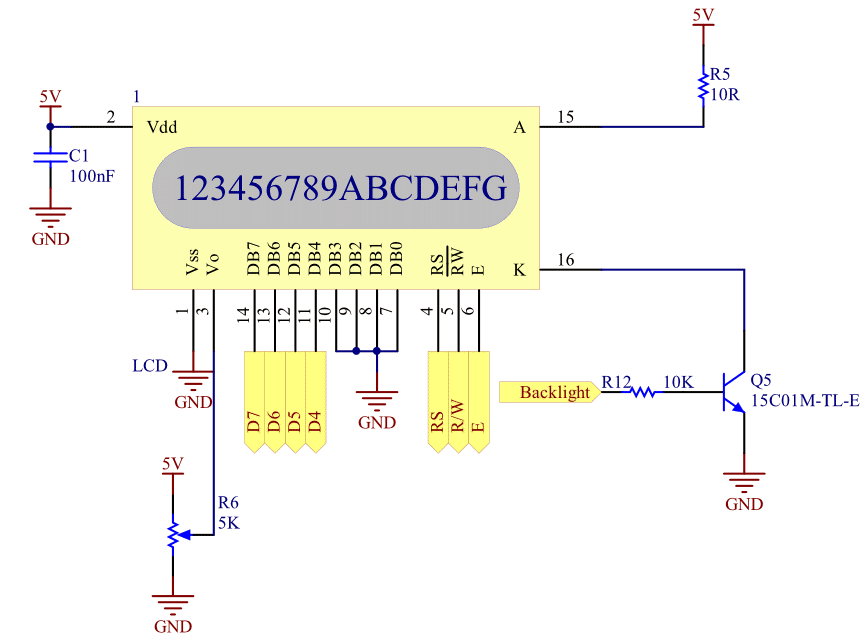 5V
5V
1
R5
10R
2
Vdd
A
15
C1
100nF
123456789ABCDEFG
GND
Vss
Vo
DB7
DB6
DB5
DB4
DB3
DB2
DB1
DB0
RS
RW
E
K
16
1
3
14
13
12
11
10
9
8
7
4
5
6
LCD
GND
D7
D6
D5
D4
GND
RS
R/W
E
Backlight
R12
10K
Q5
15C01M-TL-E
5V
R6
5K
GND
GND